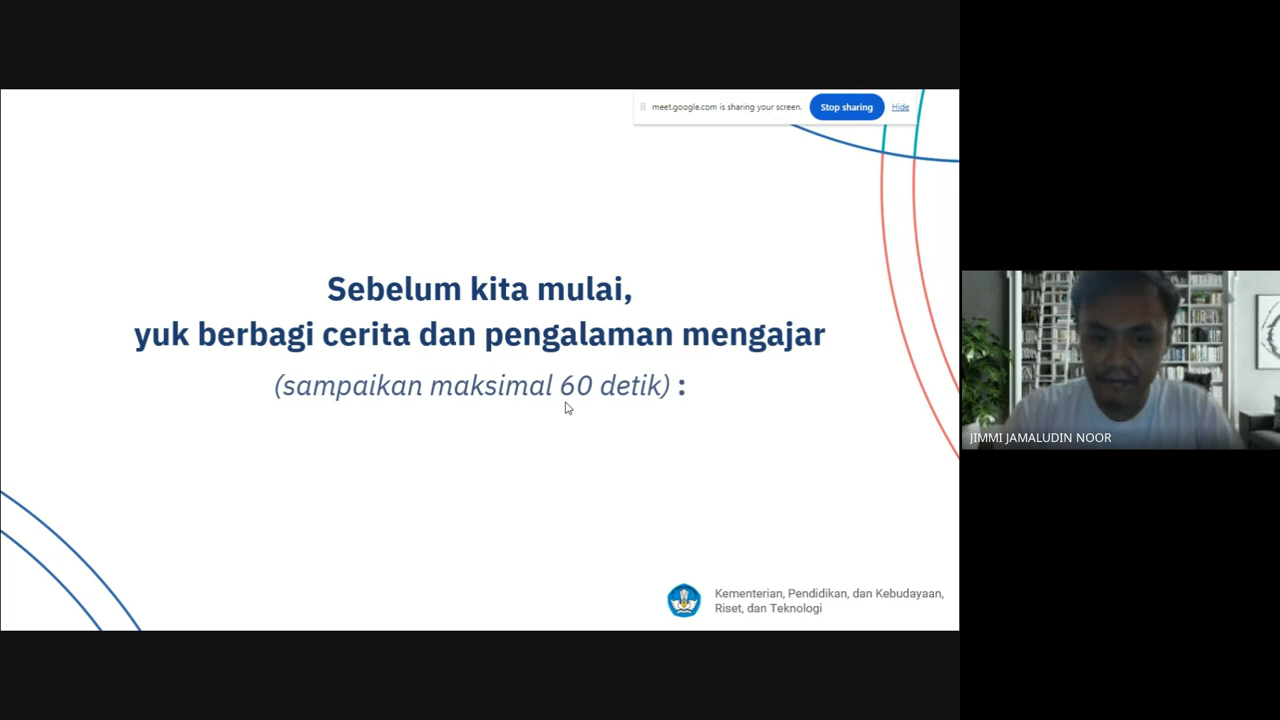 meet.google.com is sharing your screen. Stop sharing Hide
Sebelum kita mulai,
yuk berbagi cerita dan pengalaman mengajar
(sampaikan maksimal 60 detik) :
JIMMI JAMALUDIN NOOR
Kementerian, Pendidikan, dan Kebudayaan,
Riset, dan Teknologi